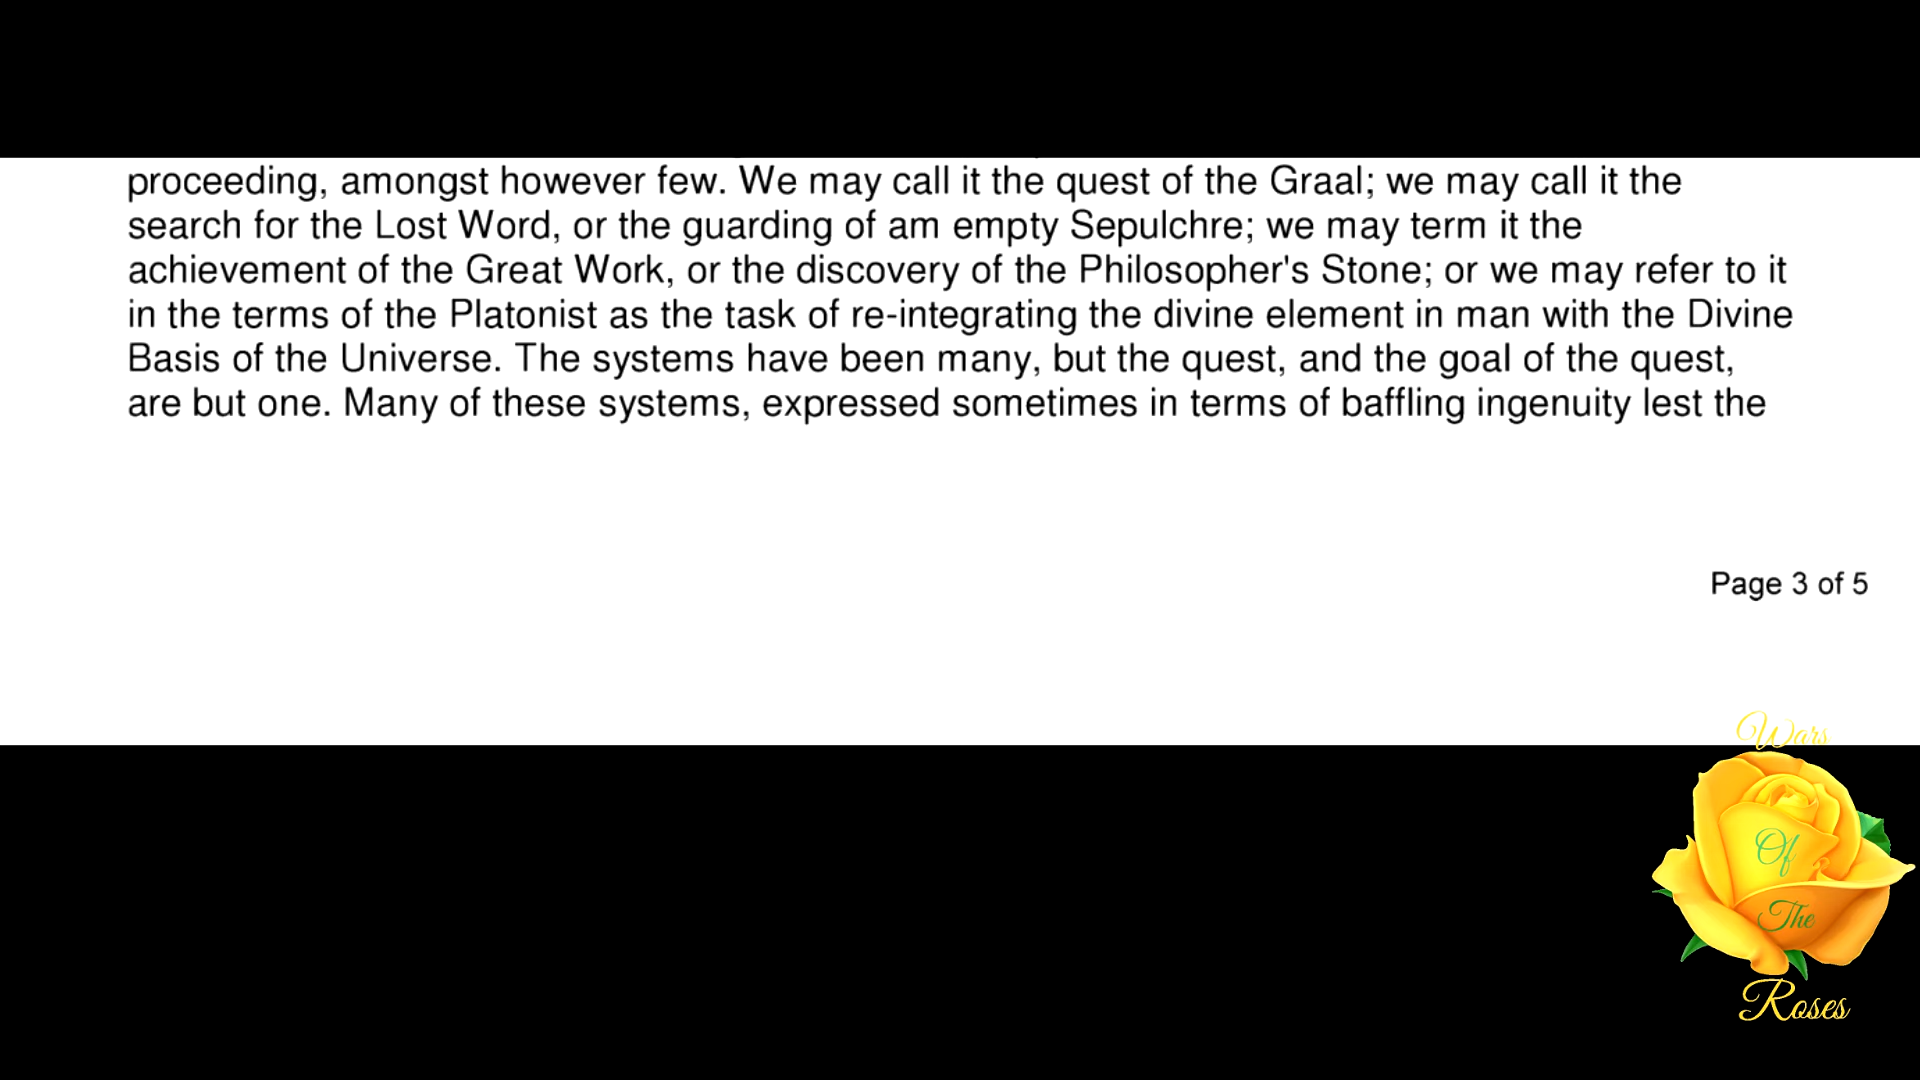 proceeding, amongst however few. We may call it the quest of the Graal; we may call it the
search for the Lost Word, or the guarding of am empty Sepulchre; we may term it the
achievement of the Great Work, or the discovery of the Philosopher's Stone; or we may refer to it
in the terms of the Platonist as the task of re-integrating the divine element in man with the Divine
Basis of the Universe. The systems have been many, but the quest, and the goal of the quest,
are but one. Many of these systems, expressed sometimes in terms of baffling ingenuity lest the
Page 3 of 5
Wars
Of
The
Roses